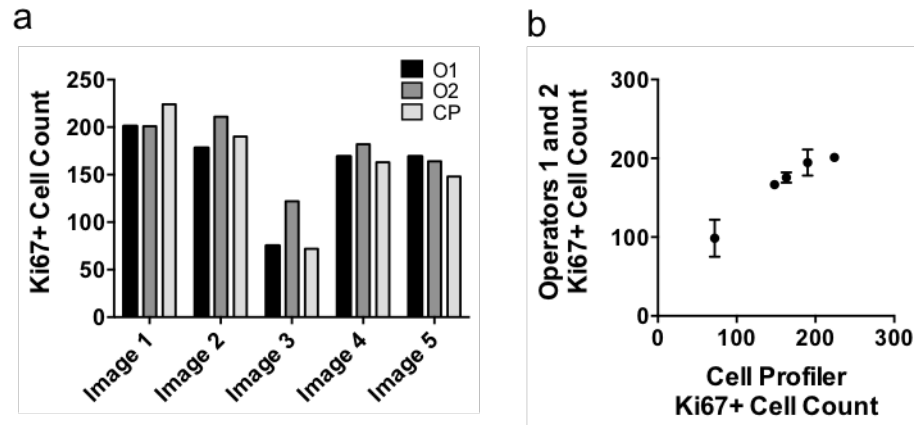 a
Ki67+ Cell Count
250
200
150
100
50
0
O1
O2
CP
Image 1
Image 2
Image 3
Image 4
Image 5
b
Operators 1 and 2
Ki67+ Cell Count
300
200
100
0
0
100
200
300
Cell Profiler
Ki67+ Cell Count